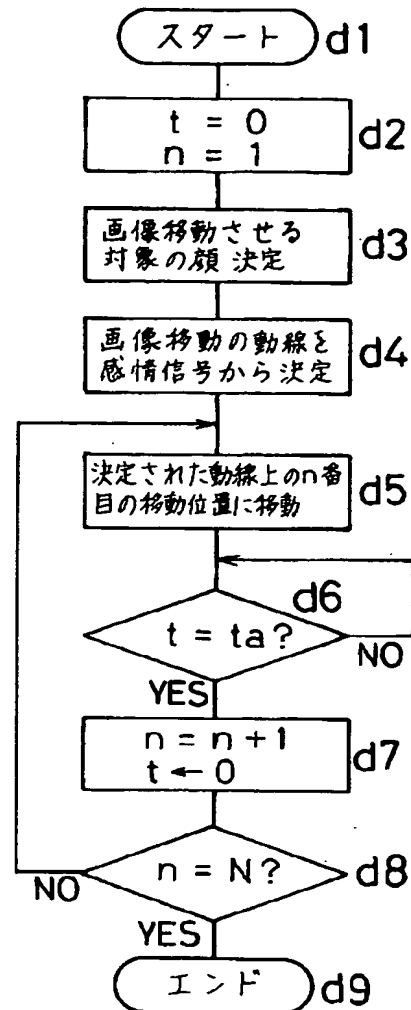 スタート d1
t = 0
n = 1
d2
画像移動させる
対象の顔決定
d3
画像移動の動線を
感情信号から決定
d4
決定された動線上のn番
目の移動位置に移動
d5
d6
t = ta?
NO
YES
n = n+1
t ← 0
d7
n = N?
d8
NO
YES
エンド d9